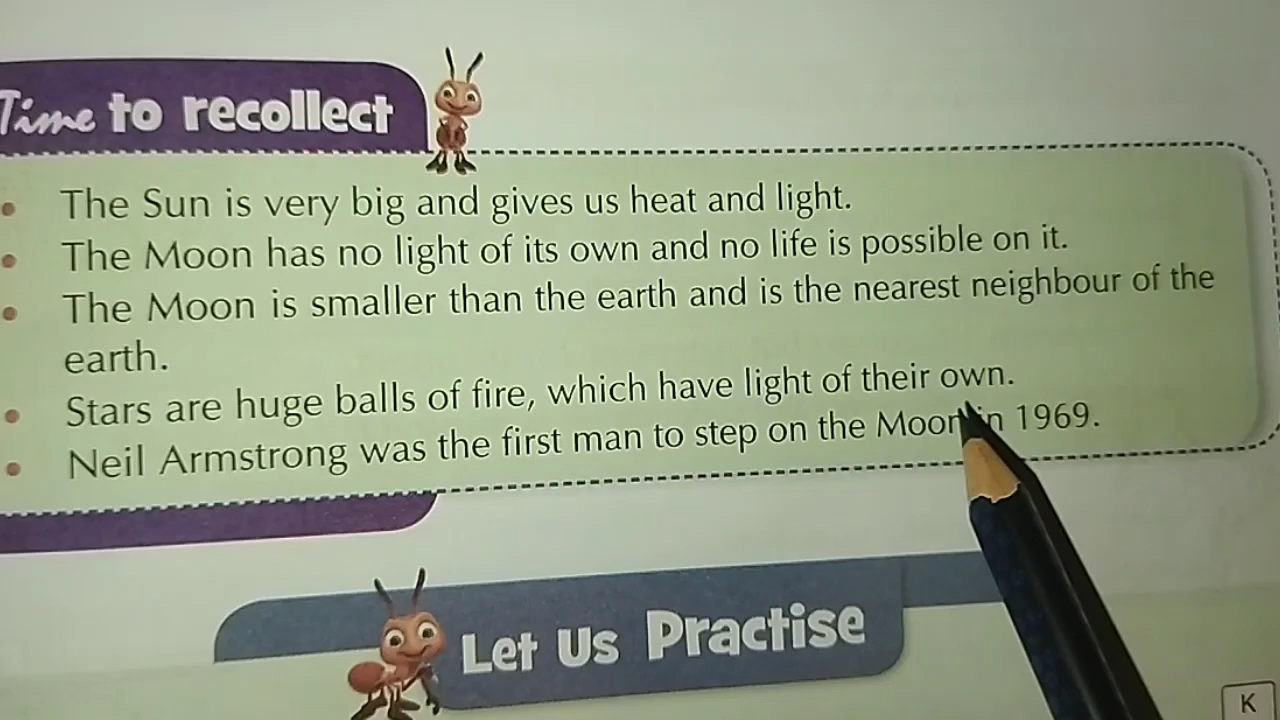 Time to recollect
The Sun is very big and gives us heat and light.
The Moon has no light of its own and no life is possible on it.
The Moon is smaller than the earth and is the nearest neighbour of the
earth.
Stars are huge balls of fire, which have light of their own.
Neil Armstrong was the first man to step on the Moon in 1969.
Let Us Practise
K